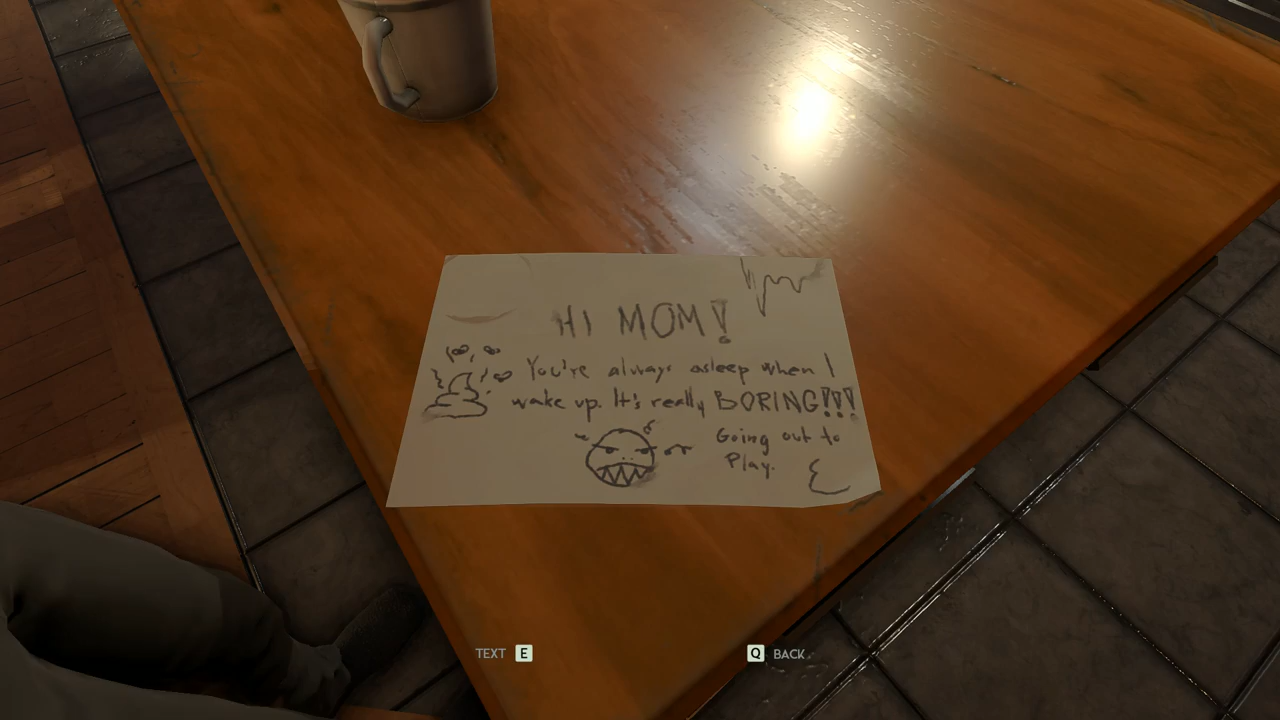 HI MOM!
You're always asleep when I
wake up. It's really BORING!!!
Going out to
Play.
TEXT E
Q BACK